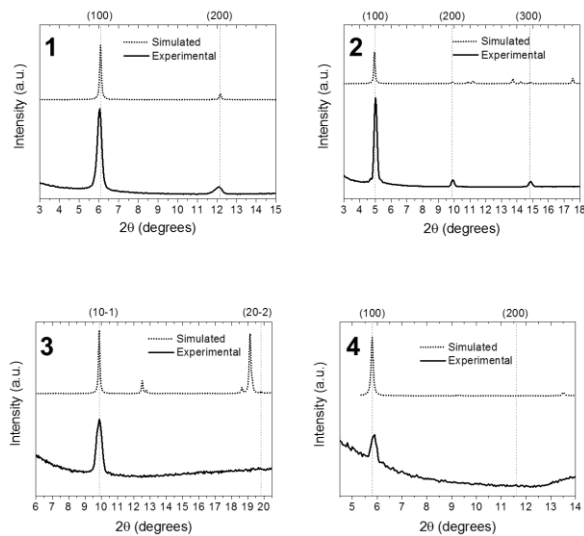 (100) (200)
1
Simulated
Experimental
Intensity (a.u.)
3 4 5 6 7 8 9 10 11 12 13 14 15
2θ (degrees)
(100) (200) (300)
2
Simulated
Experimental
Intensity (a.u.)
3 4 5 6 7 8 9 10 11 12 13 14 15 16 17 18
2θ (degrees)
(10-1) (20-2)
3
Simulated
Experimental
Intensity (a.u.)
6 7 8 9 10 11 12 13 14 15 16 17 18 19 20
2θ (degrees)
(100) (200)
4
Simulated
Experimental
Intensity (a.u.)
5 6 7 8 9 10 11 12 13 14
2θ (degrees)